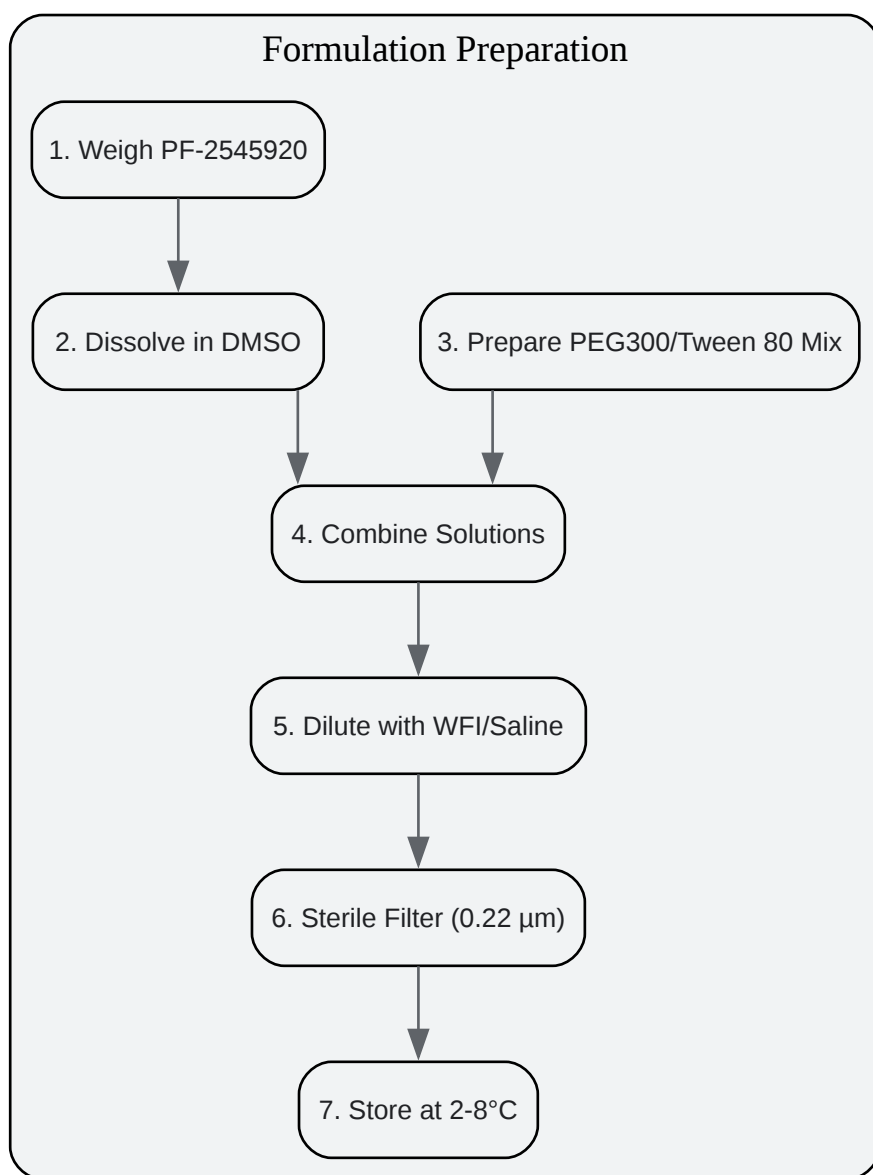 Formulation Preparation
1. Weigh PF-2545920
2. Dissolve in DMSO
3. Prepare PEG300/Tween 80 Mix
4. Combine Solutions
5. Dilute with WFI/Saline
6. Sterile Filter (0.22 µm)
7. Store at 2-8°C